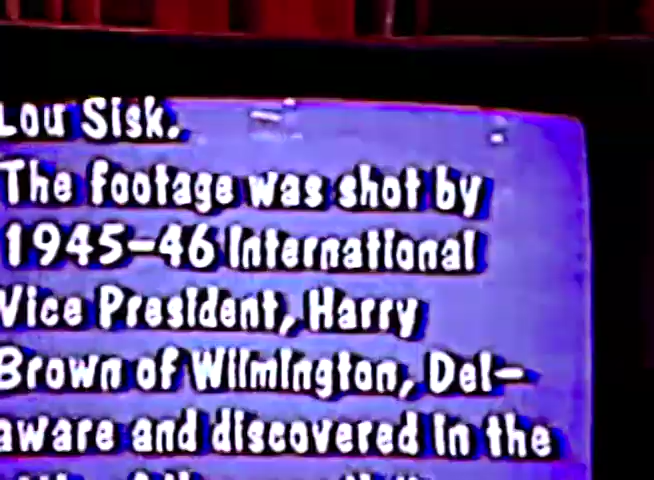 Lou Sisk.
The footage was shot by
1945-46 International
Vice President, Harry
Brown of Wilmington, Del-
aware and discovered in the